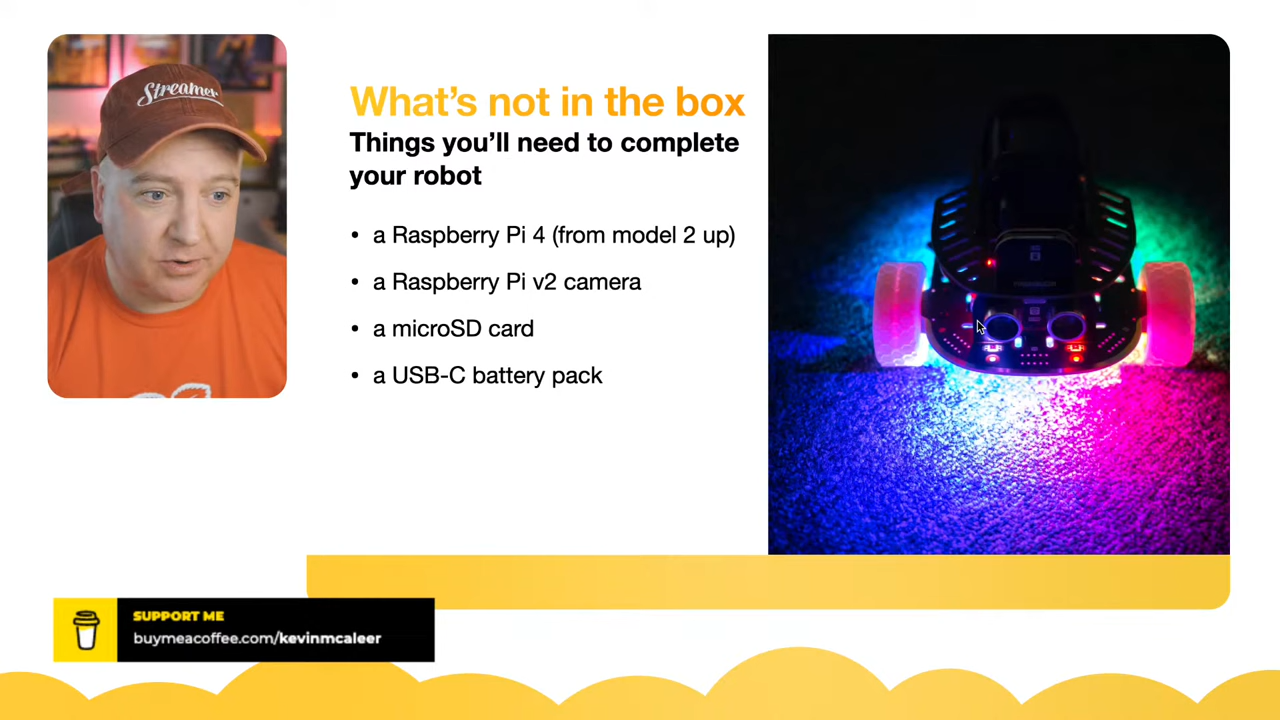 Streamer
What's not in the box
Things you'll need to complete
your robot
• a Raspberry Pi 4 (from model 2 up)
• a Raspberry Pi v2 camera
• a microSD card
• a USB-C battery pack
SUPPORT ME
buymeacoffee.com/kevinmcaleer